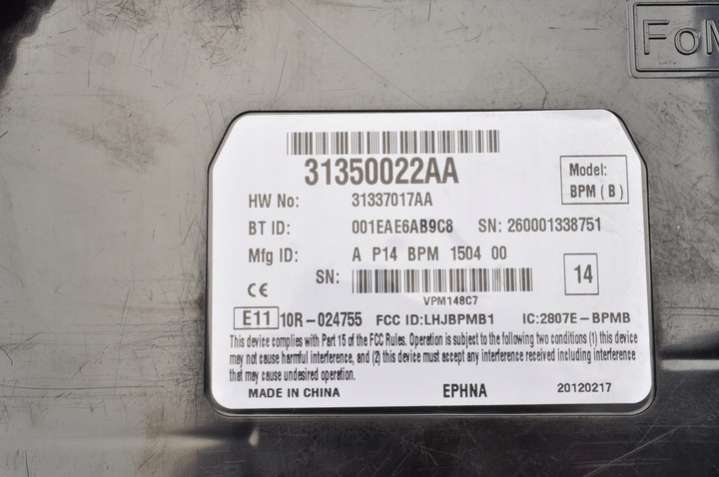 FoM
31350022AA
Model:
BPM ( B )
HW No: 31337017AA
BT ID: 001EAE6AB9C8 SN: 260001338751
Mfg ID: A P14 BPM 1504 00
SN:
14
VPM148C7
CE
E11 10R-024755 FCC ID:LHJBPMB1 IC:2807E-BPMB
This device complies with Part 15 of the FCC Rules. Operation is subject to the following two conditions (1) this device
may not cause harmful interference, and (2) this device must accept any interference received including interference
that may cause undesired operation.
MADE IN CHINA EPHNA 20120217